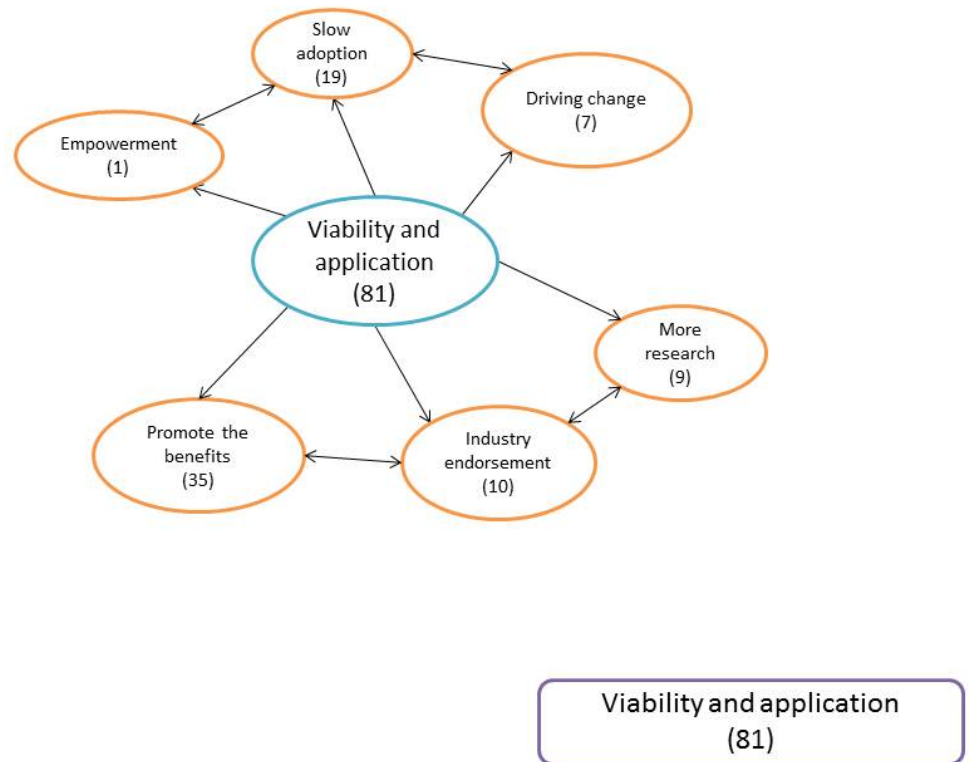 Slow
adoption
(19)
Driving change
(7)
Empowerment
(1)
Viability and
application
(81)
More
research
(9)
Promote the
benefits
(35)
Industry
endorsement
(10)
Viability and application
(81)